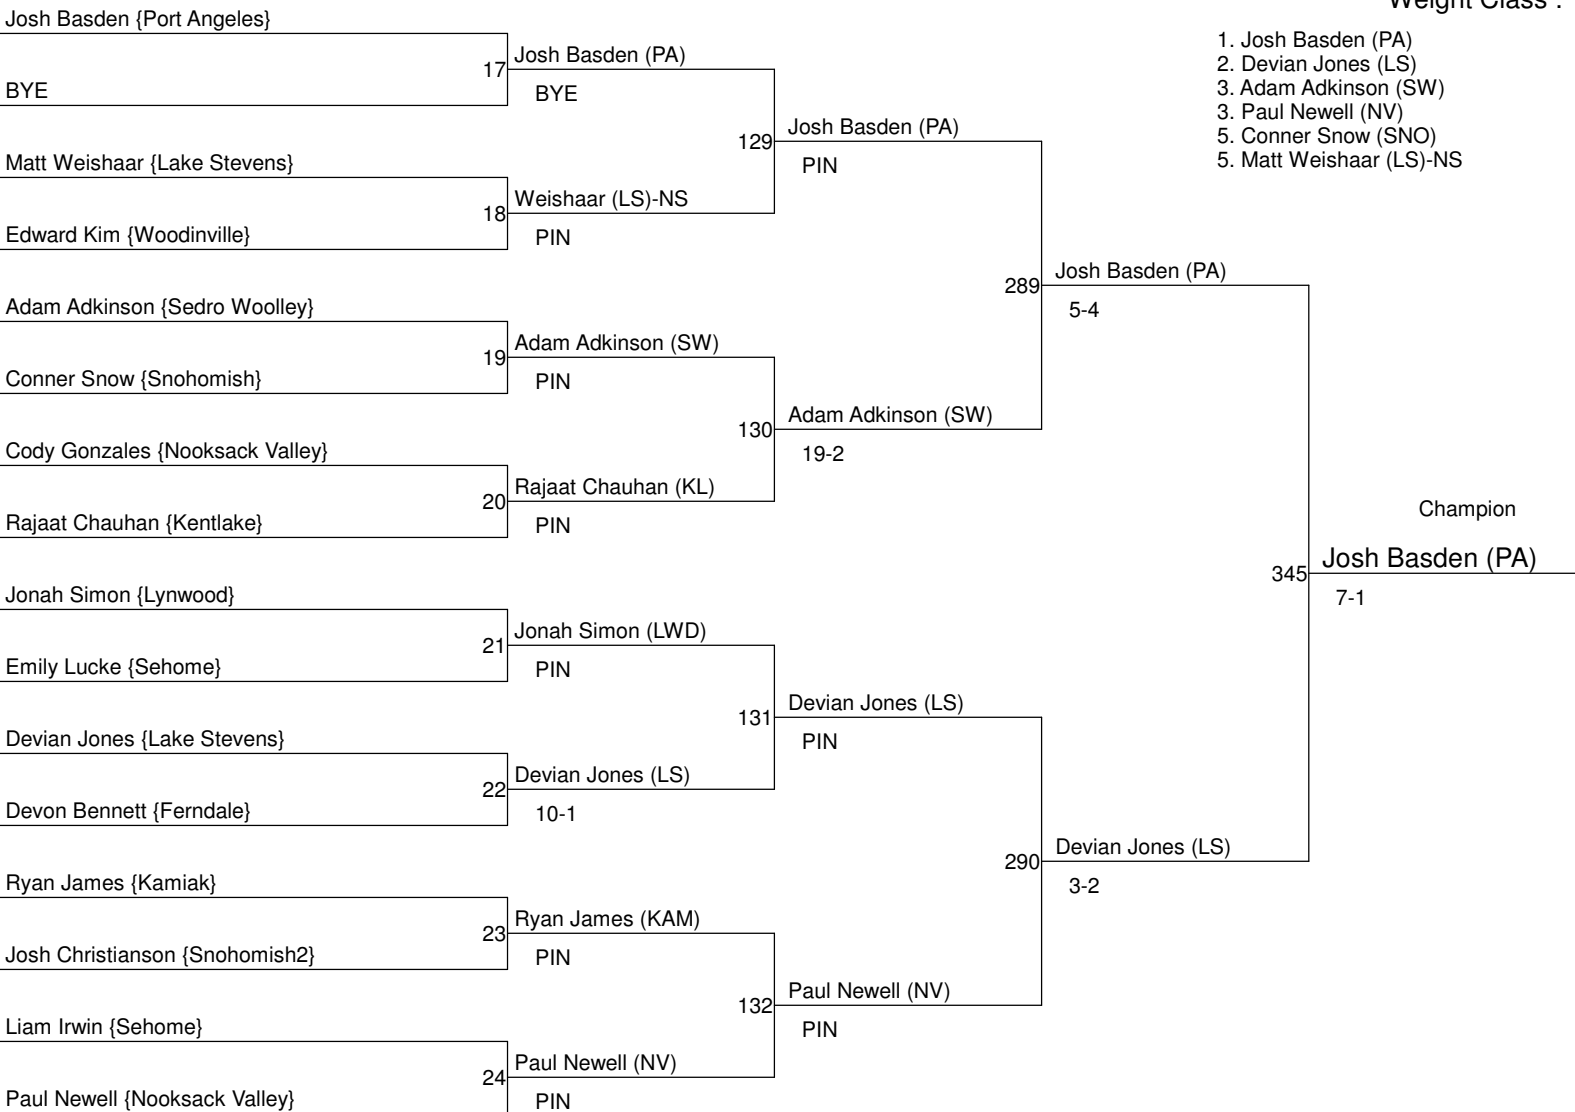 Weight Class :
1. Josh Basden (PA)
2. Devian Jones (LS)
3. Adam Adkinson (SW)
3. Paul Newell (NV)
5. Conner Snow (SNO)
5. Matt Weishaar (LS)-NS
Josh Basden {Port Angeles}
BYE
Matt Weishaar {Lake Stevens}
Edward Kim {Woodinville}
Adam Adkinson {Sedro Woolley}
Conner Snow {Snohomish}
Cody Gonzales {Nooksack Valley}
Rajaat Chauhan {Kentlake}
Jonah Simon {Lynwood}
Emily Lucke {Sehome}
Devian Jones {Lake Stevens}
Devon Bennett {Ferndale}
Ryan James {Kamiak}
Josh Christianson {Snohomish2}
Liam Irwin {Sehome}
Paul Newell {Nooksack Valley}
17 Josh Basden (PA)
BYE
18 Weishaar (LS)-NS
PIN
19 Adam Adkinson (SW)
PIN
20 Rajaat Chauhan (KL)
PIN
21 Jonah Simon (LWD)
PIN
22 Devian Jones (LS)
10-1
23 Ryan James (KAM)
PIN
24 Paul Newell (NV)
PIN
129 Josh Basden (PA)
PIN
130 Adam Adkinson (SW)
19-2
131 Devian Jones (LS)
PIN
132 Paul Newell (NV)
PIN
289 Josh Basden (PA)
5-4
290 Devian Jones (LS)
3-2
Champion
345 Josh Basden (PA)
7-1